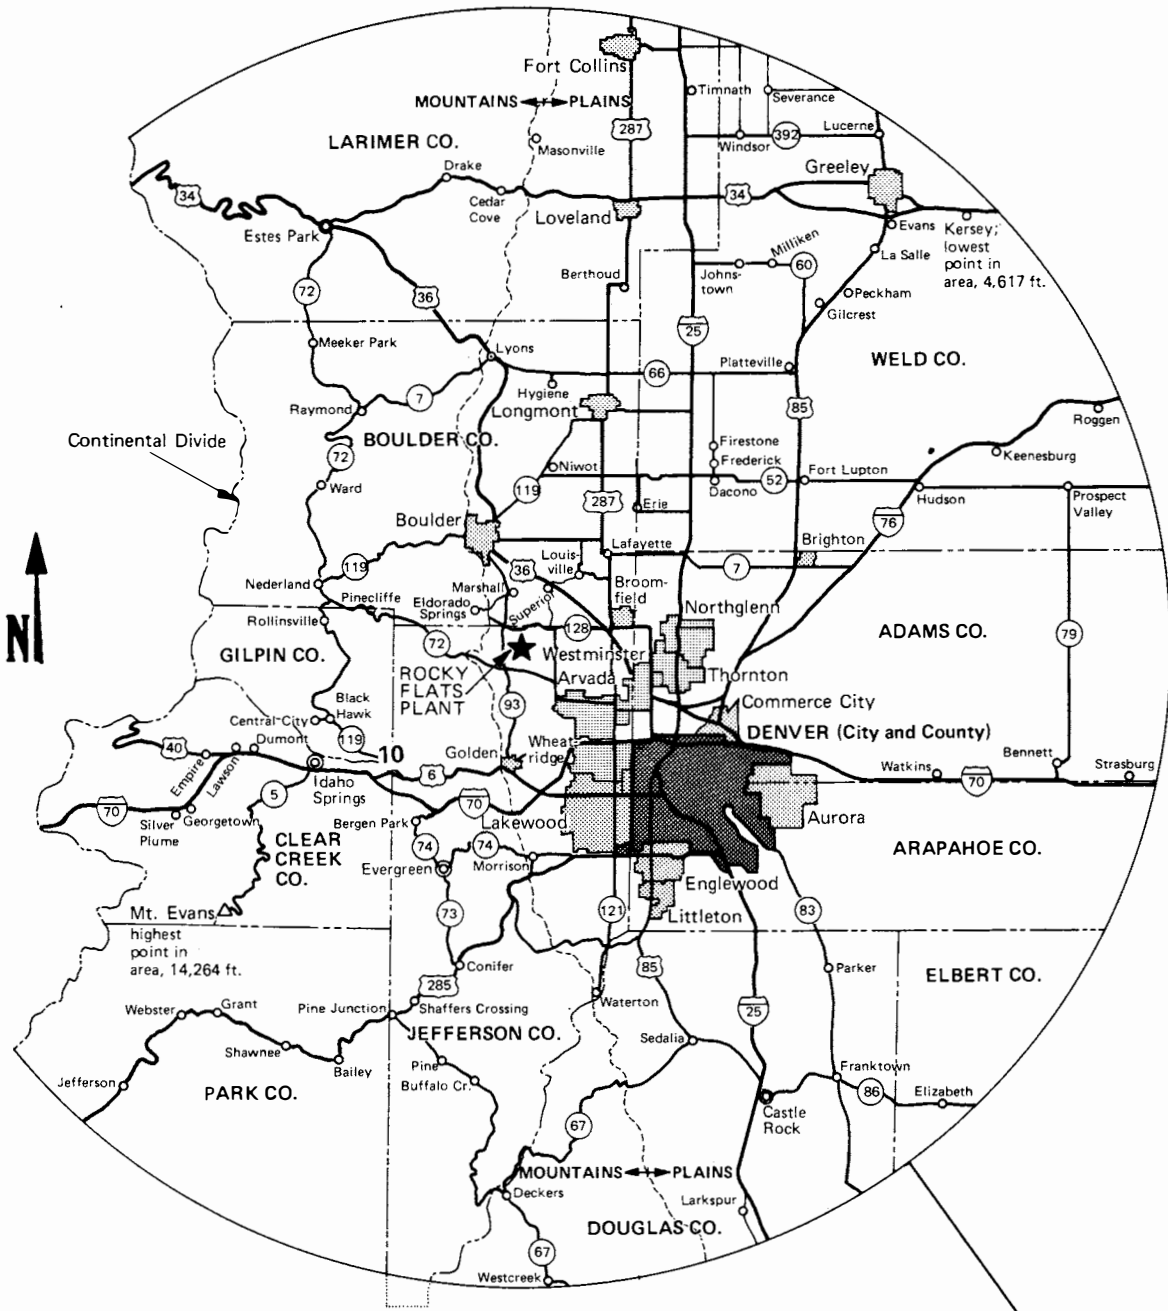 Fort Collins
MOUNTAINS PLAINS
Timnath
Severance
LARIMER CO.
287
Masonville
Windsor
392
Lucerne
Drake
Greeley
34
Cedar
Cove
Loveland
34
Estes Park
Evans
Kersey;
lowest
point in
area, 4,617 ft.
La Salle
Milliken
Johns-
town
60
Berthoud
72
36
Peckham
Gilcrest
25
Meeker Park
Lyons
Platteville
WELD CO.
66
Hygiene
7
Longmont
85
Raymond
Roggen
Continental Divide
BOULDER CO.
Firestone
Keenesburg
72
Niwot
Frederick
Fort Lupton
Ward
119
52
Dacono
Hudson
Prospect
Valley
287
Erie
Boulder
76
Lafayette
Brighton
Louis-
ville
119
36
7
Nederland
Marshall
Broom-
field
Pinecliffe
Eldorado
Springs
Superior
Northglenn
N
Rollinsville
128
79
72
ADAMS CO.
GILPIN CO.
Westminster
ROCKY
FLATS
PLANT
Arvada
Thornton
Black
Hawk
93
Commerce City
Central City
DENVER (City and County)
Dumont
119
10
Golden
Wheat-
ridge
40
Bennett
Empire
Lawson
6
Watkins
70
Strasburg
Idaho
Springs
5
70
70
Silver
Plume
Georgetown
Bergen Park
Lakewood
Aurora
CLEAR
CREEK
CO.
74
74
Morrison
ARAPAHOE CO.
Evergreen
Englewood
Mt. Evans
highest
point in
area, 14,264 ft.
73
121
Littleton
83
Conifer
85
Parker
ELBERT CO.
285
Webster
Grant
Pine Junction
Shaffers Crossing
Waterton
25
JEFFERSON CO.
Sedalia
Shawnee
Bailey
Pine
Franktown
Jefferson
PARK CO.
Buffalo Cr.
86
Elizabeth
Castle
Rock
67
MOUNTAINS PLAINS
Deckers
Larkspur
DOUGLAS CO.
67
Westcreek